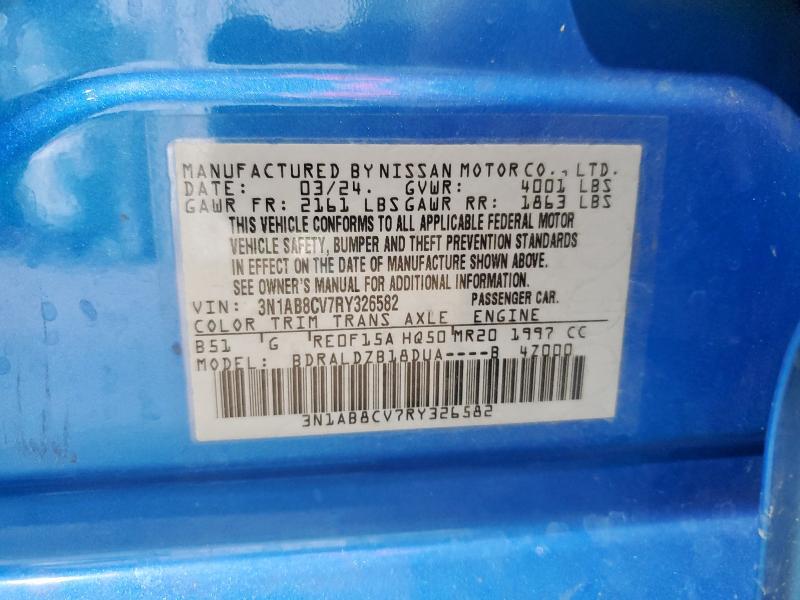 MANUFACTURED BY NISSAN MOTOR CO., LTD.
DATE: 03/24. GVWR: 4001 LBS
GAWR FR: 2161 LBS GAWR RR: 1863 LBS
THIS VEHICLE CONFORMS TO ALL APPLICABLE FEDERAL MOTOR
VEHICLE SAFETY, BUMPER AND THEFT PREVENTION STANDARDS
IN EFFECT ON THE DATE OF MANUFACTURE SHOWN ABOVE.
SEE OWNER'S MANUAL FOR ADDITIONAL INFORMATION.
VIN: 3N1AB8CV7RY326582 PASSENGER CAR.
COLOR TRIM TRANS AXLE ENGINE
B51 G RE0F15A HQ50 MR20 1997 CC
MODEL: BDRALDZB18DUA----B 4Z000
3N1AB8CV7RY326582